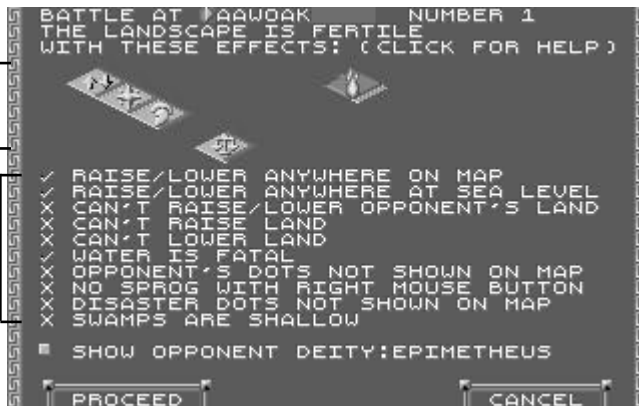 BATTLE AT AAWOAK NUMBER 1
THE LANDSCAPE IS FERTILE
WITH THESE EFFECTS: (CLICK FOR HELP)
✓ RAISE/LOWER ANYWHERE ON MAP
✓ RAISE/LOWER ANYWHERE AT SEA LEVEL
X CAN'T RAISE/LOWER OPPONENT'S LAND
X CAN'T RAISE LAND
X CAN'T LOWER LAND
✓ WATER IS FATAL
X OPPONENT'S DOTS NOT SHOWN ON MAP
X NO SPROG WITH RIGHT MOUSE BUTTON
X DISASTER DOTS NOT SHOWN ON MAP
X SWAMPS ARE SHALLOW
SHOW OPPONENT DEITY:EPIMETHEUS
PROCEED CANCEL